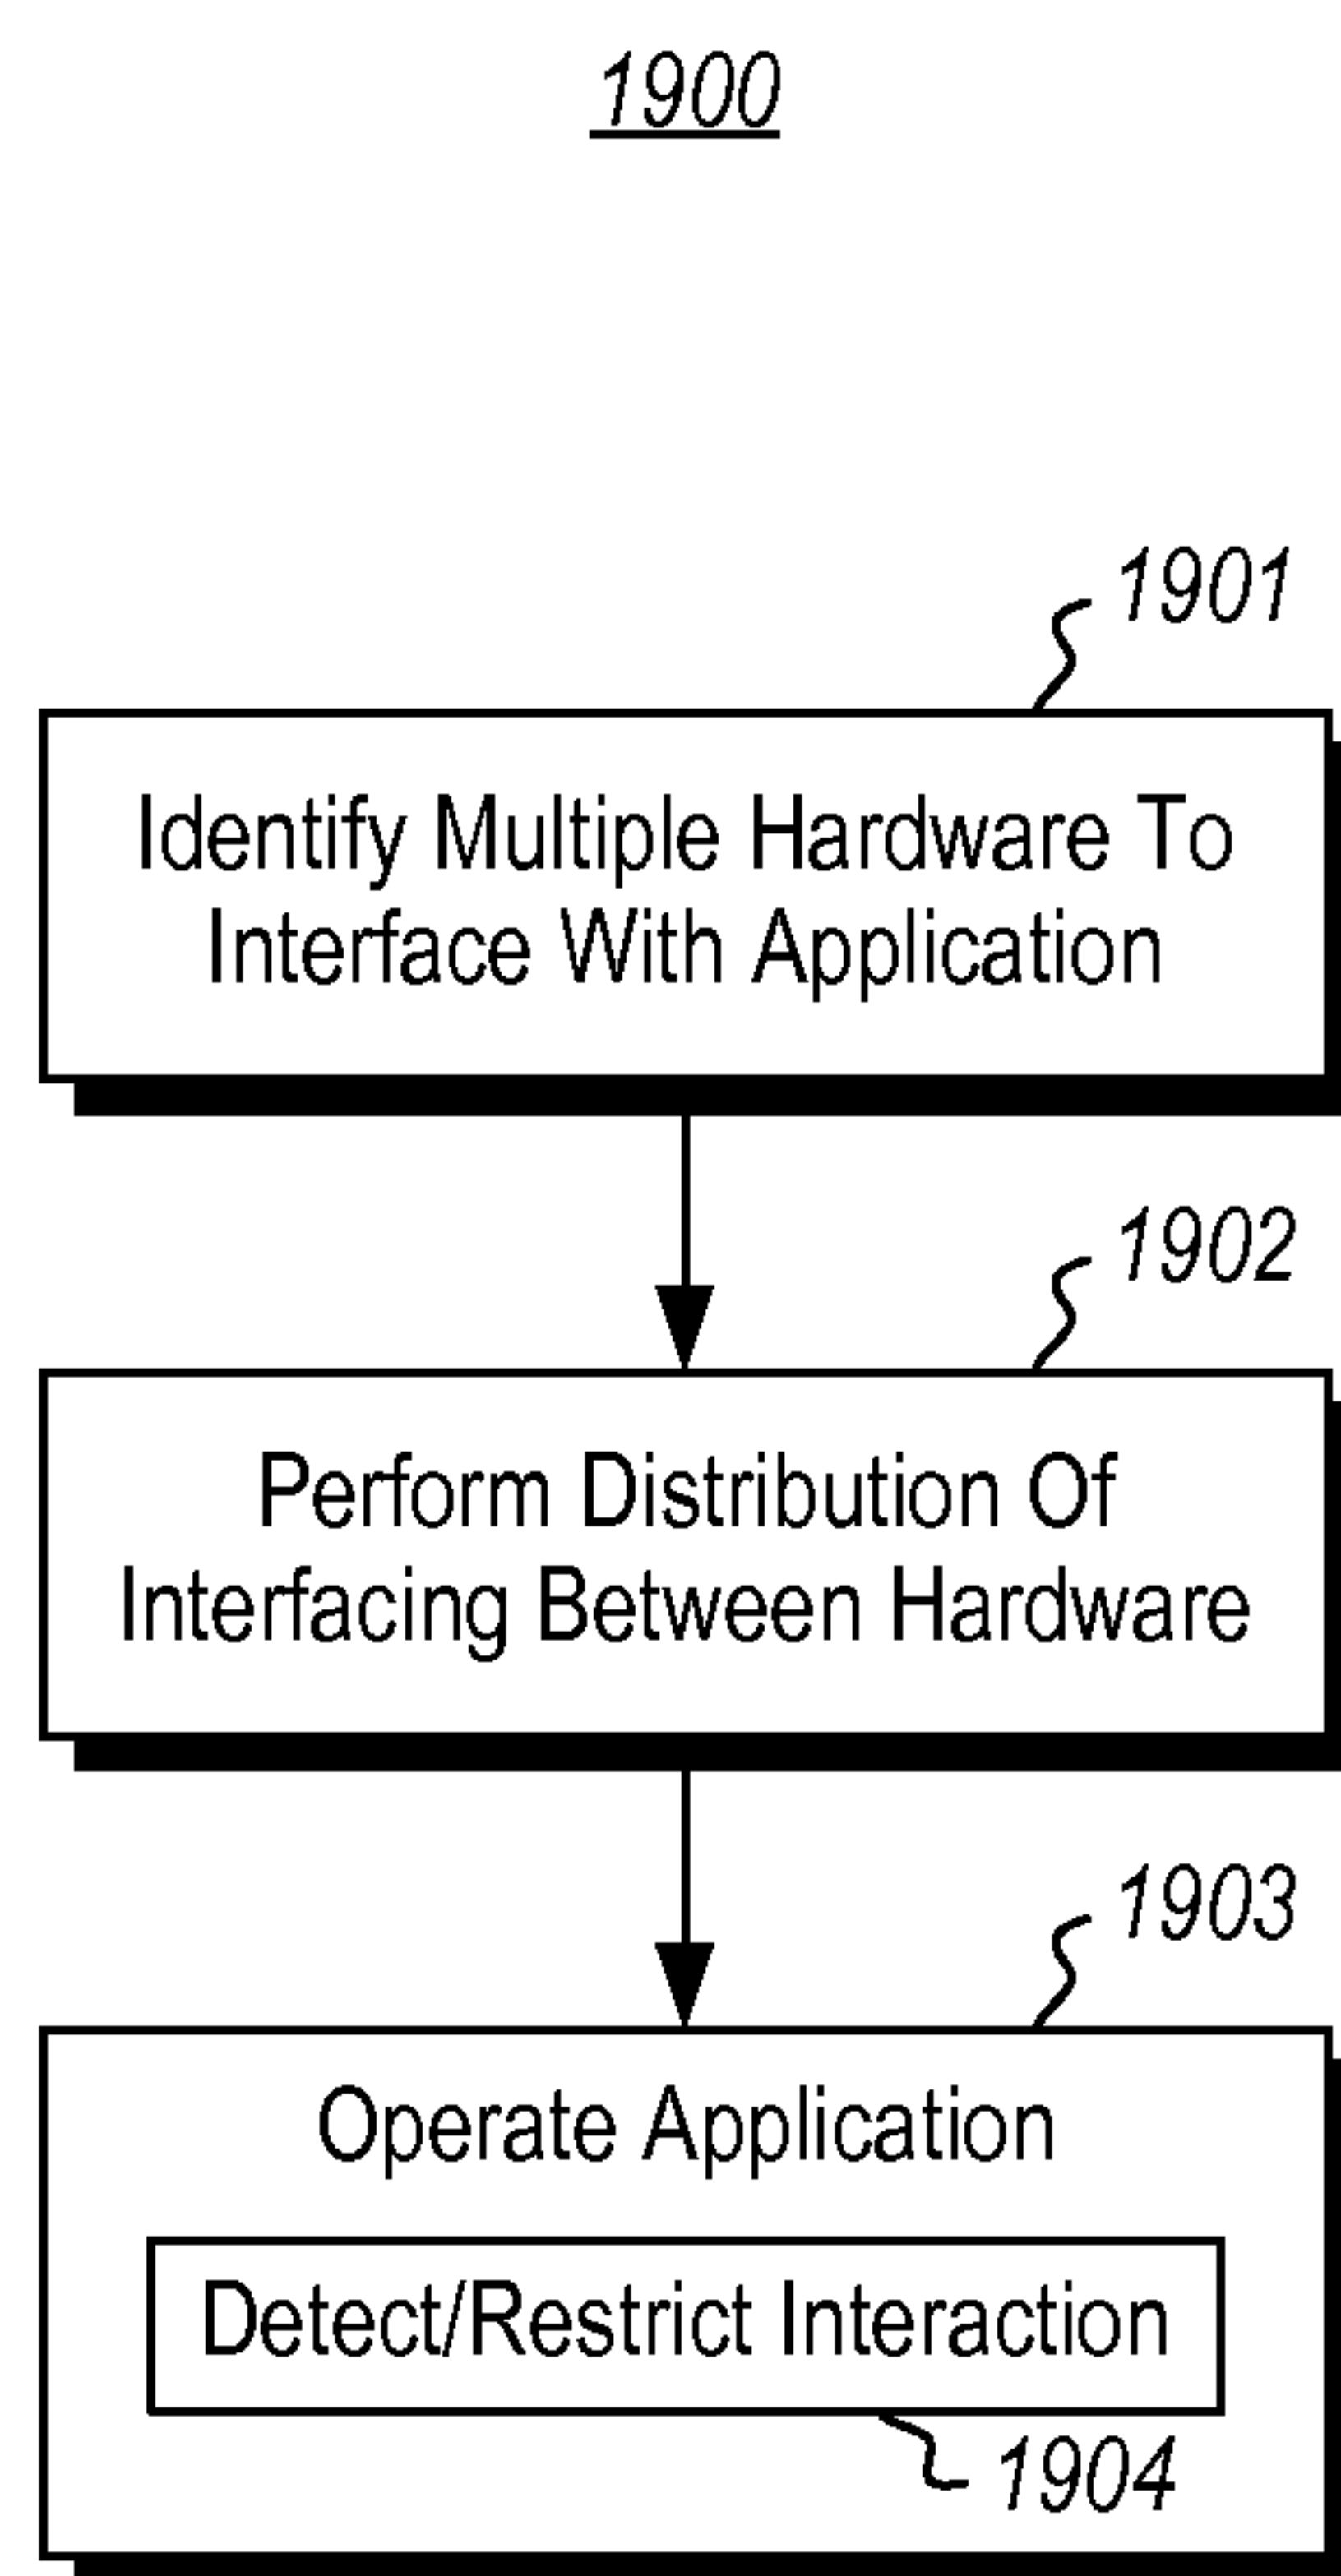 1900
1901
Identify Multiple Hardware To
Interface With Application
1902
Perform Distribution Of
Interfacing Between Hardware
1903
Operate Application
Detect/Restrict Interaction
1904